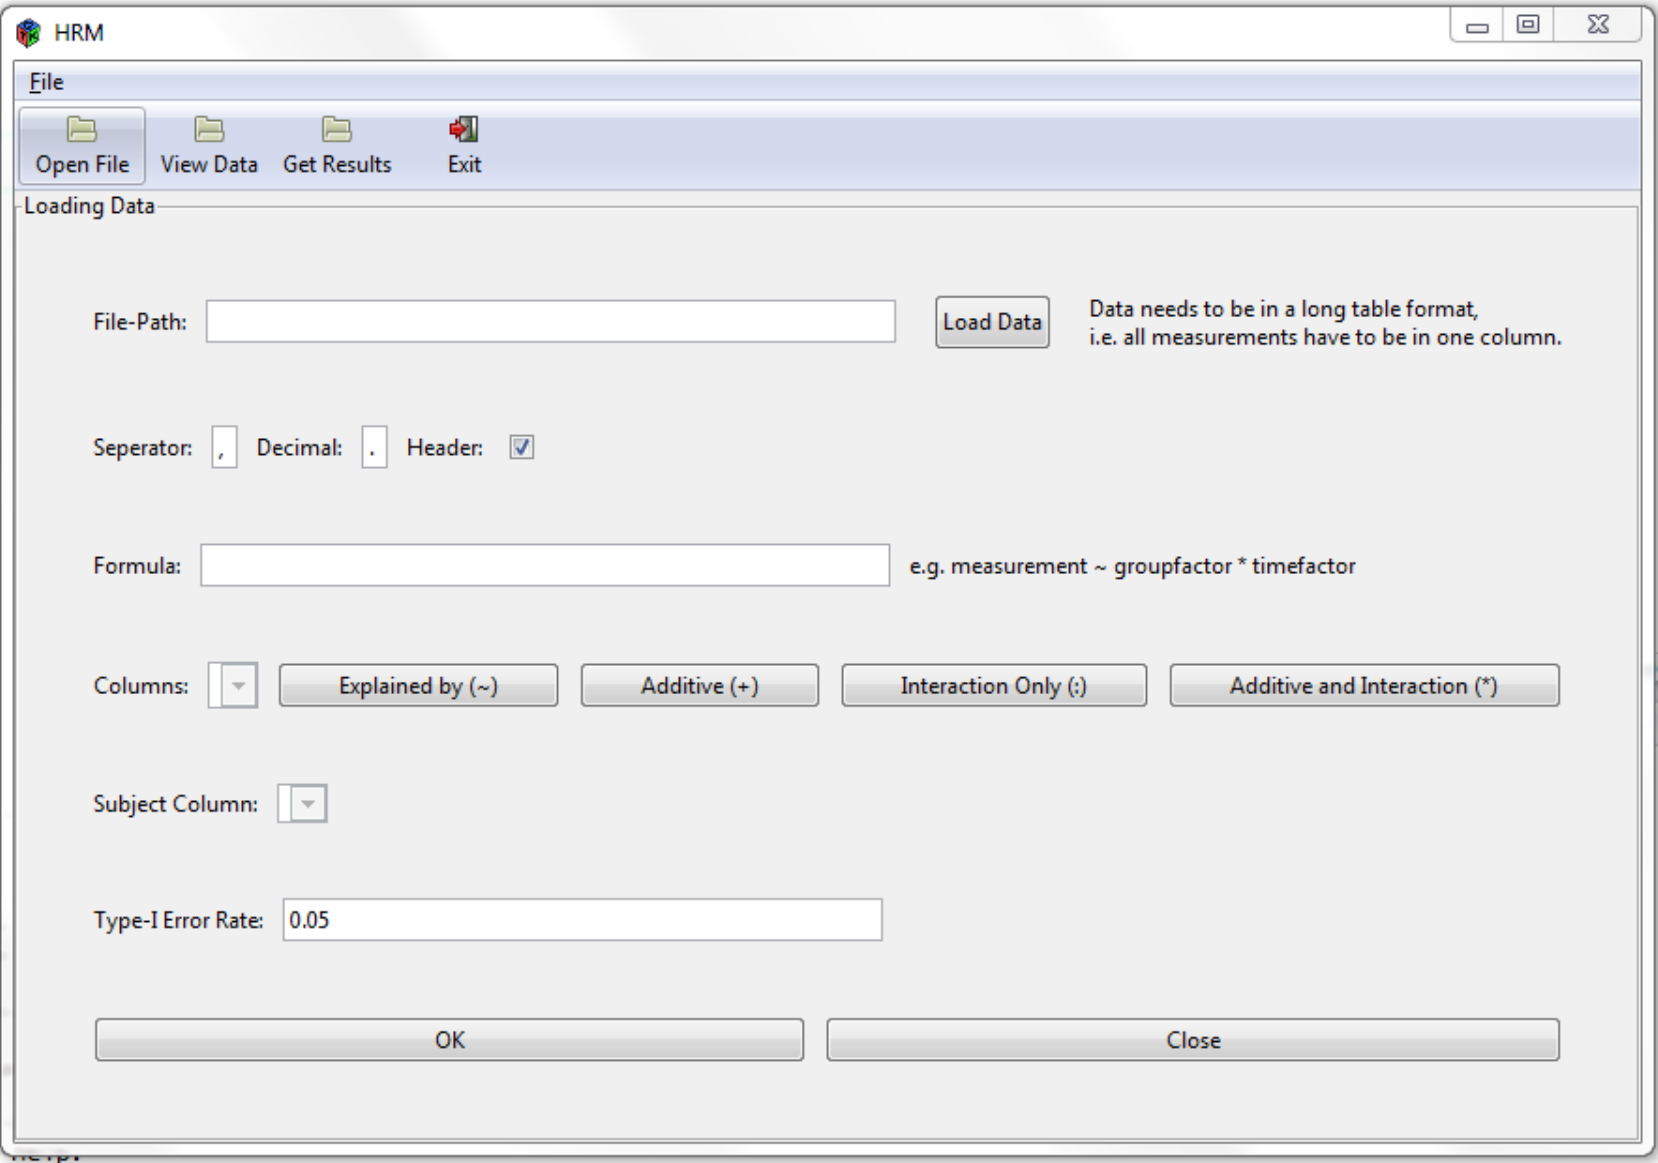 HRM
File
Open File View Data Get Results Exit
Loading Data
File-Path: Load Data Data needs to be in a long table format,
i.e. all measurements have to be in one column.
Seperator: , Decimal: . Header:
Formula: e.g. measurement ~ groupfactor * timefactor
Columns: Explained by (~) Additive (+) Interaction Only (:) Additive and Interaction (*)
Subject Column:
Type-I Error Rate: 0.05
OK Close